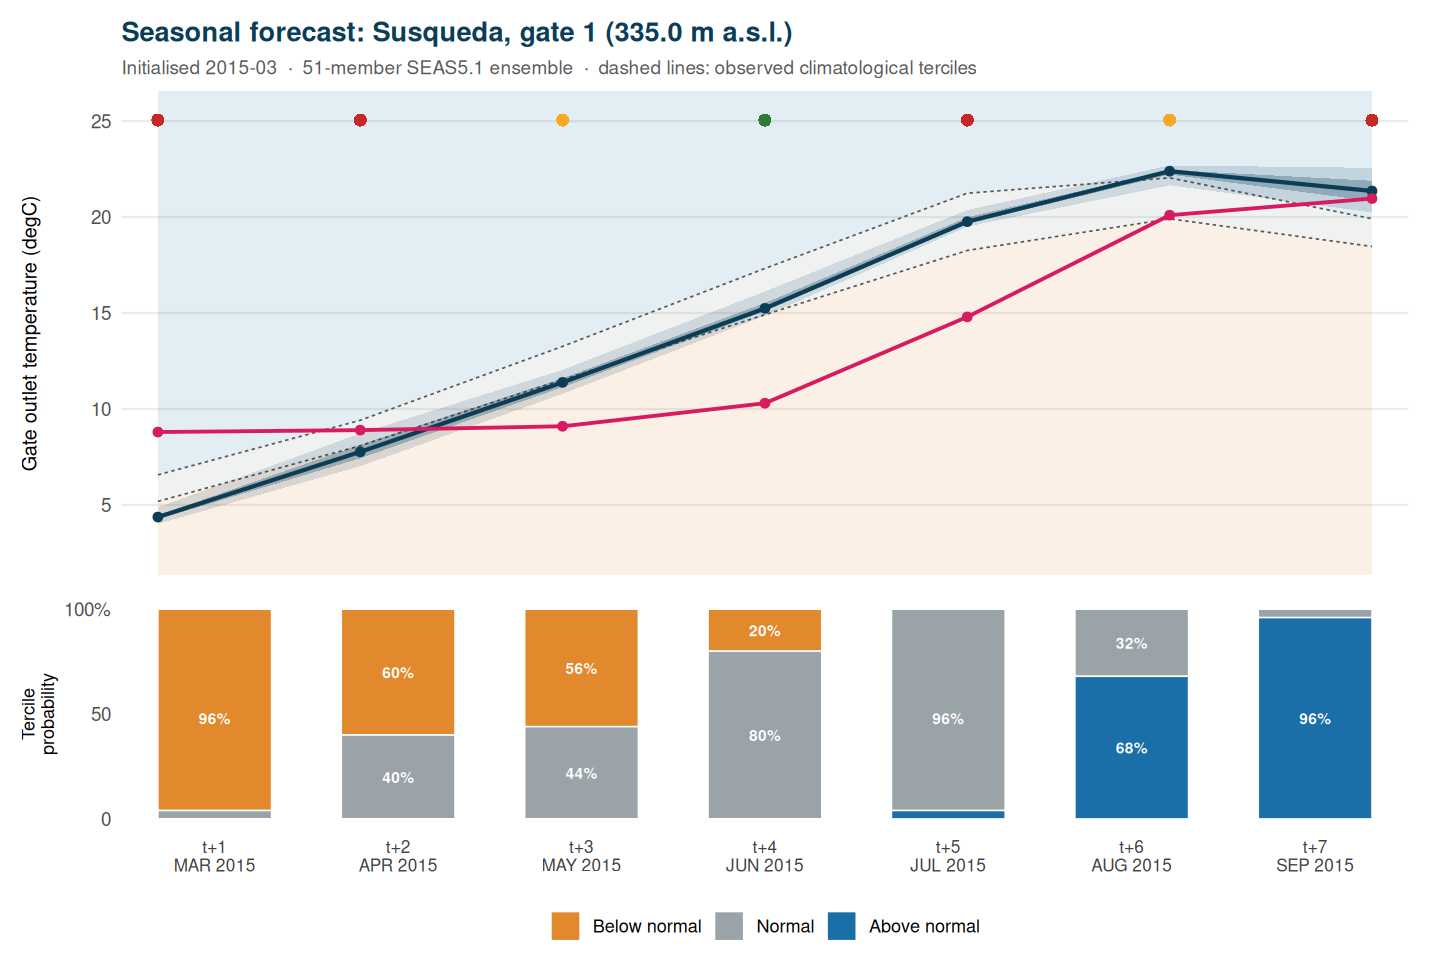 Seasonal forecast: Susqueda, gate 1 (335.0 m a.s.l.)
Initialised 2015-03 · 51-member SEAS5.1 ensemble · dashed lines: observed climatological terciles
Gate outlet temperature (degC)
25
20
15
10
5
Tercile
probability
100%
50
0
96%
60%
40%
56%
44%
20%
80%
96%
32%
68%
96%
t+1
MAR 2015
t+2
APR 2015
t+3
MAY 2015
t+4
JUN 2015
t+5
JUL 2015
t+6
AUG 2015
t+7
SEP 2015
Below normal
Normal
Above normal